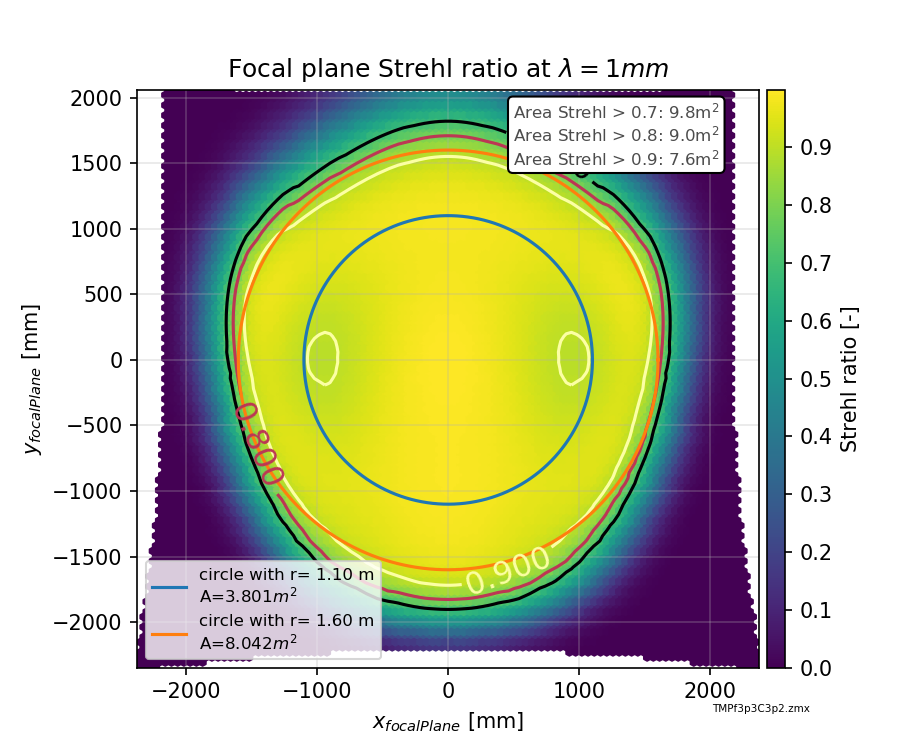 Focal plane Strehl ratio at λ = 1mm
Area Strehl > 0.7: 9.8m²
Area Strehl > 0.8: 9.0m²
Area Strehl > 0.9: 7.6m²
2000
1500
1000
500
0
−500
−1000
−1500
−2000
y_focalPlane [mm]
0.800
0.900
circle with r= 1.10 m
A=3.801m²
circle with r= 1.60 m
A=8.042m²
−2000 −1000 0 1000 2000
x_focalPlane [mm]
0.9
0.8
0.7
0.6
0.5
0.4
0.3
0.2
0.1
0.0
Strehl ratio [-]
TMPf3p3C3p2.zmx